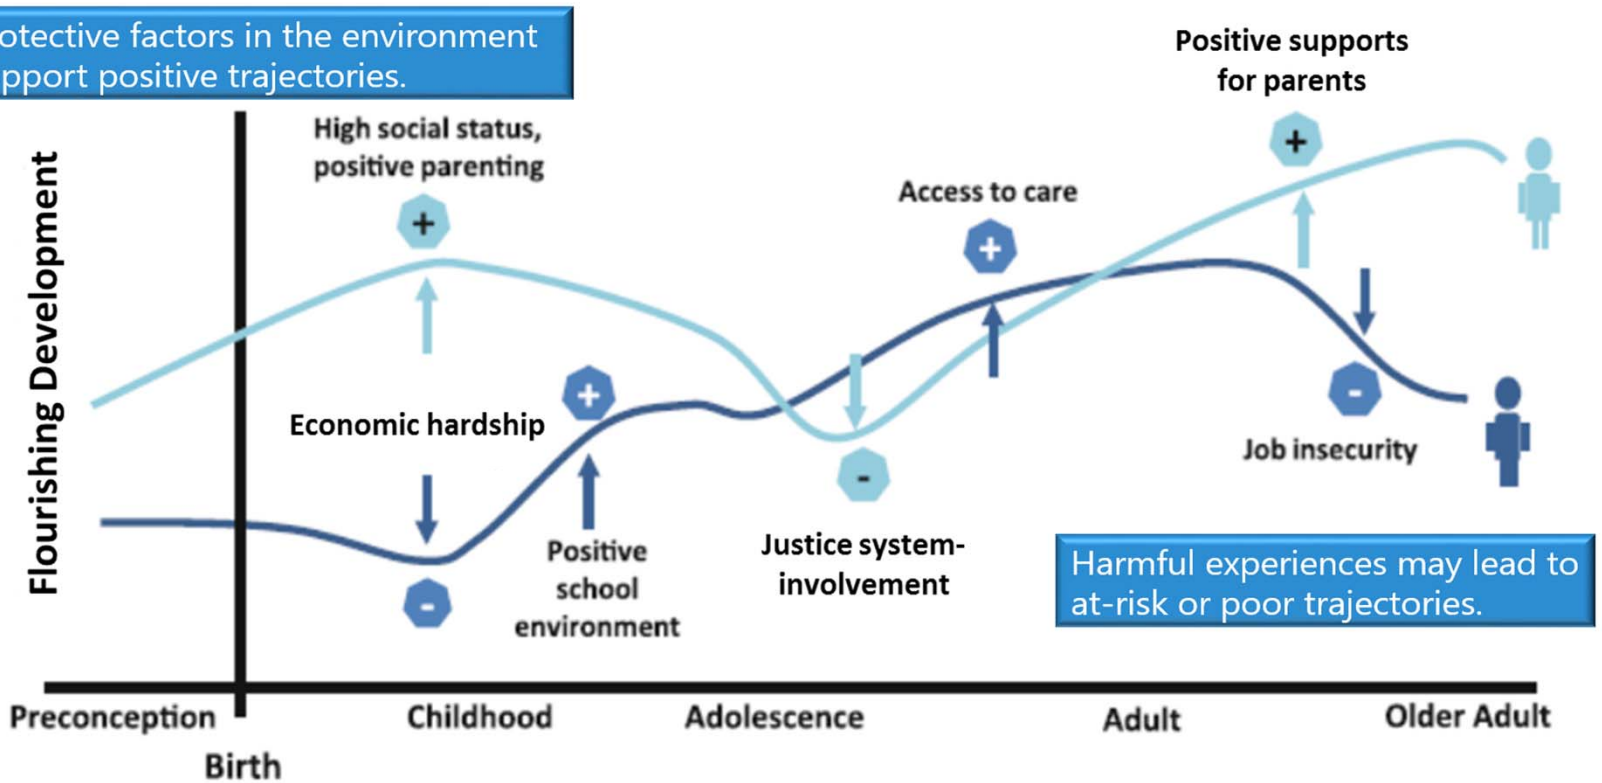 otective factors in the environment
pport positive trajectories.
Positive supports
for parents
High social status,
positive parenting
+
+
Access to care
+
Flourishing Development
Economic hardship
+
-
Job insecurity
-
Positive
school
environment
-
Justice system-
involvement
Harmful experiences may lead to
at-risk or poor trajectories.
Preconception
Birth
Childhood
Adolescence
Adult
Older Adult